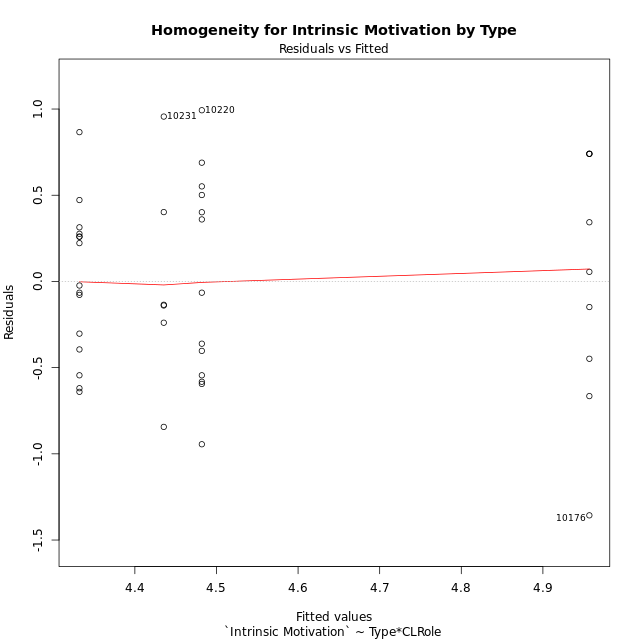 Homogeneity for Intrinsic Motivation by Type
Residuals vs Fitted
1.0
0.5
0.0
-0.5
-1.0
-1.5
Residuals
10231
10220
10176
4.4 4.5 4.6 4.7 4.8 4.9
Fitted values
`Intrinsic Motivation` ~ Type*CLRole